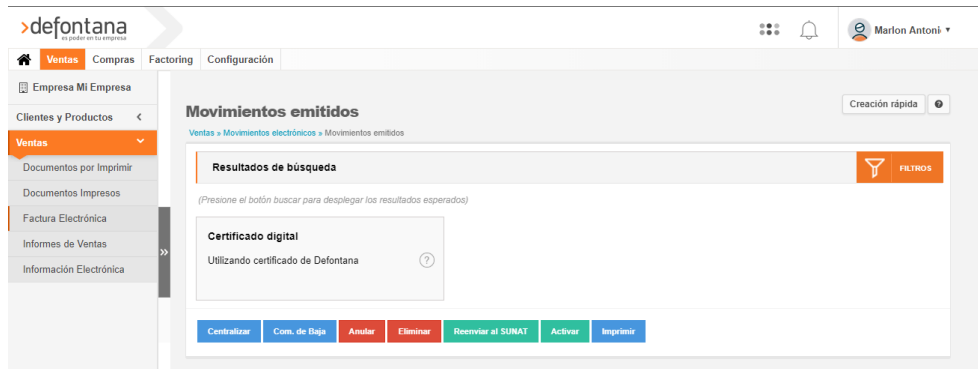 >defontana
es poder en tu empresa
Marlon Antoni
Ventas Compras Factoring Configuración
Empresa Mi Empresa
Clientes y Productos
Ventas
Documentos por Imprimir
Documentos Impresos
Factura Electrónica
Informes de Ventas
Información Electrónica
Movimientos emitidos
Creación rápida
Ventas » Movimientos electrónicos » Movimientos emitidos
Resultados de búsqueda
FILTROS
(Presione el botón buscar para desplegar los resultados esperados)
Certificado digital
Utilizando certificado de Defontana ?
Centralizar Com. de Baja Anular Eliminar Reenviar al SUNAT Activar Imprimir